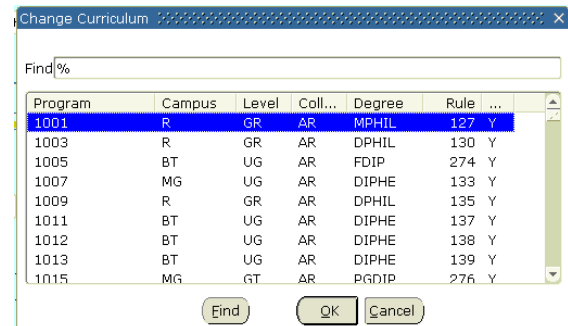 Change Curriculum
Find %
Program Campus Level Coll... Degree Rule ...
1001 R GR AR MPHIL 127 Y
1003 R GR AR DPHIL 130 Y
1005 BT UG AR FDIP 274 Y
1007 MG UG AR DIPHE 133 Y
1009 R GR AR DPHIL 135 Y
1011 BT UG AR DIPHE 137 Y
1012 BT UG AR DIPHE 138 Y
1013 BT UG AR DIPHE 139 Y
1015 MG GT AR PGDIP 276 Y
Find OK Cancel